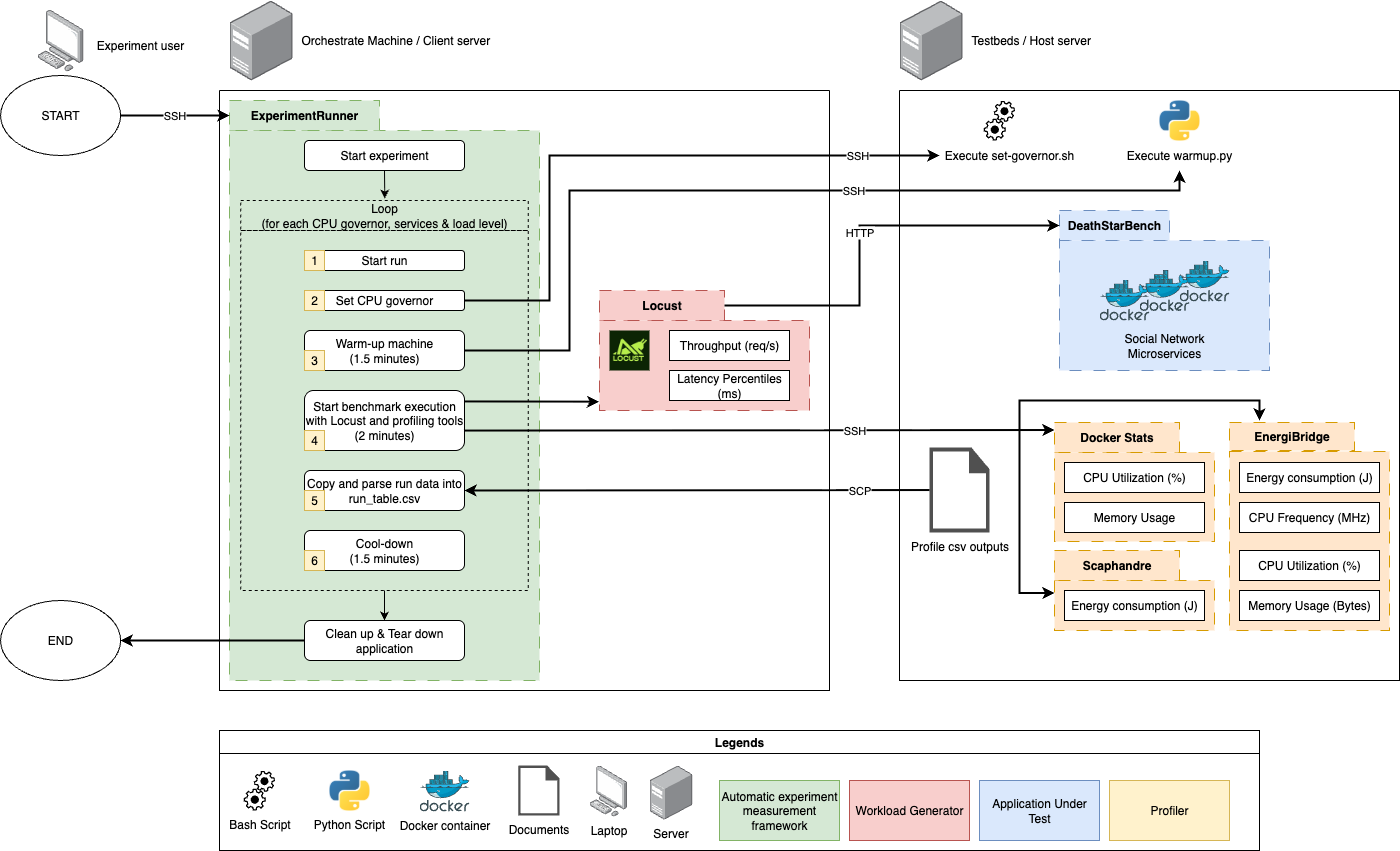 Experiment user
Orchestrate Machine / Client server
Testbeds / Host server
START
SSH
ExperimentRunner
Start experiment
Loop
(for each CPU governor, services & load level)
1
Start run
2
Set CPU governor
3
Warm-up machine
(1.5 minutes)
4
Start benchmark execution
with Locust and profiling tools
(2 minutes)
5
Copy and parse run data into
run_table.csv
6
Cool-down
(1.5 minutes)
Clean up & Tear down
application
END
Locust
LOCUST
Throughput (req/s)
Latency Percentiles
(ms)
SSH
SSH
HTTP
SSH
SCP
Execute set-governor.sh
Execute warmup.py
DeathStarBench
docker
docker
docker
Social Network
Microservices
Profile csv outputs
Docker Stats
CPU Utilization (%)
Memory Usage
Scaphandre
Energy consumption (J)
EnergiBridge
Energy consumption (J)
CPU Frequency (MHz)
CPU Utilization (%)
Memory Usage (Bytes)
Legends
Bash Script
Python Script
docker
Docker container
Documents
Laptop
Server
Automatic experiment
measurement
framework
Workload Generator
Application Under
Test
Profiler